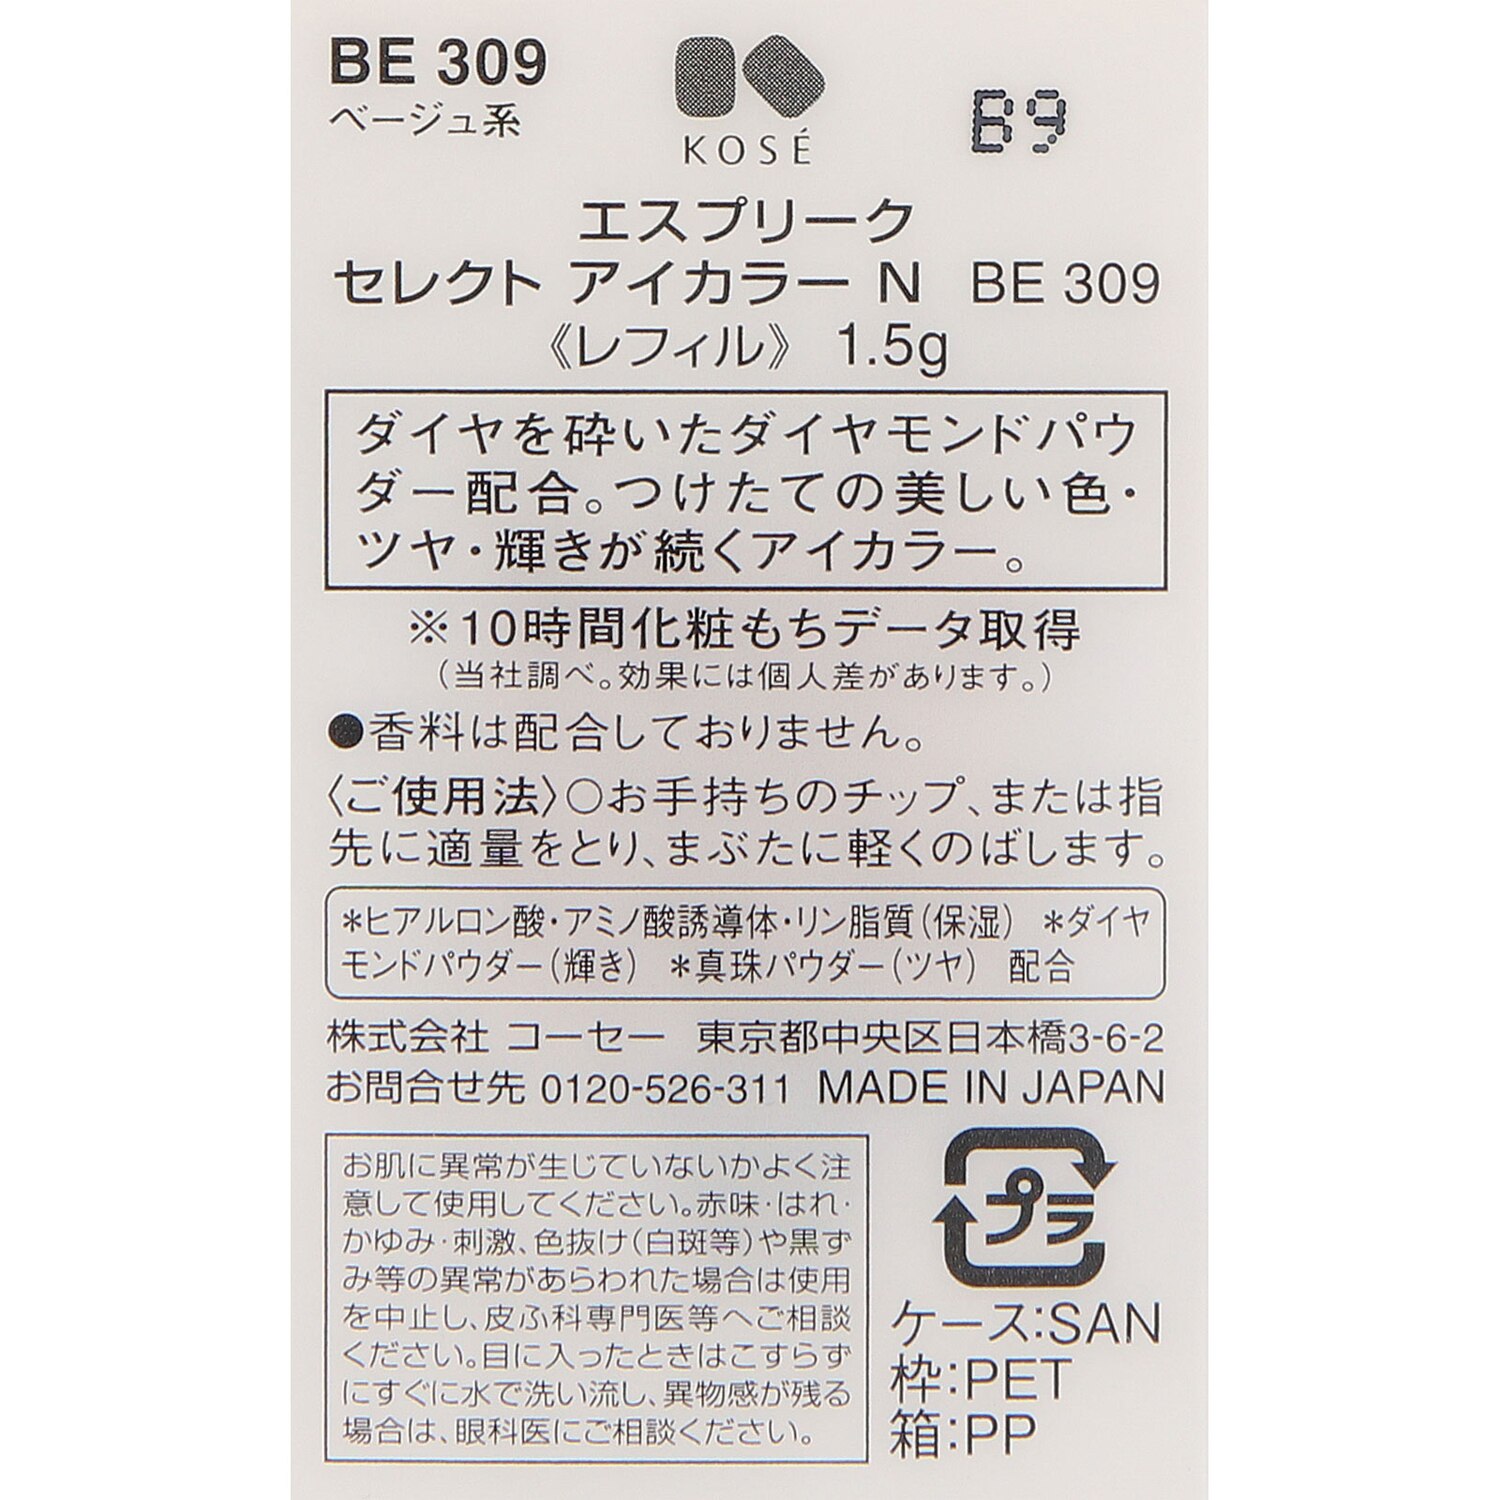 BE 309
ベージュ系
KOSÉ
B9
エスプリーク
セレクト アイカラー N BE 309
《レフィル》 1.5g
ダイヤを砕いたダイヤモンドパウ
ダー配合。つけたての美しい色・
ツヤ・輝きが続くアイカラー。
※10時間化粧もちデータ取得
(当社調べ。効果には個人差があります。)
●香料は配合しておりません。
〈ご使用法〉○お手持ちのチップ、または指
先に適量をとり、まぶたに軽くのばします。
*ヒアルロン酸・アミノ酸誘導体・リン脂質(保湿) *ダイヤ
モンドパウダー(輝き) *真珠パウダー(ツヤ) 配合
株式会社 コーセー 東京都中央区日本橋3-6-2
お問合せ先 0120-526-311 MADE IN JAPAN
お肌に異常が生じていないかよく注
意して使用してください。赤味・はれ・
かゆみ・刺激、色抜け(白斑等)や黒ず
み等の異常があらわれた場合は使用
を中止し、皮ふ科専門医等へご相談
ください。目に入ったときはこすらず
にすぐに水で洗い流し、異物感が残る
場合は、眼科医にご相談ください。
プラ
ケース:SAN
枠:PET
箱:PP